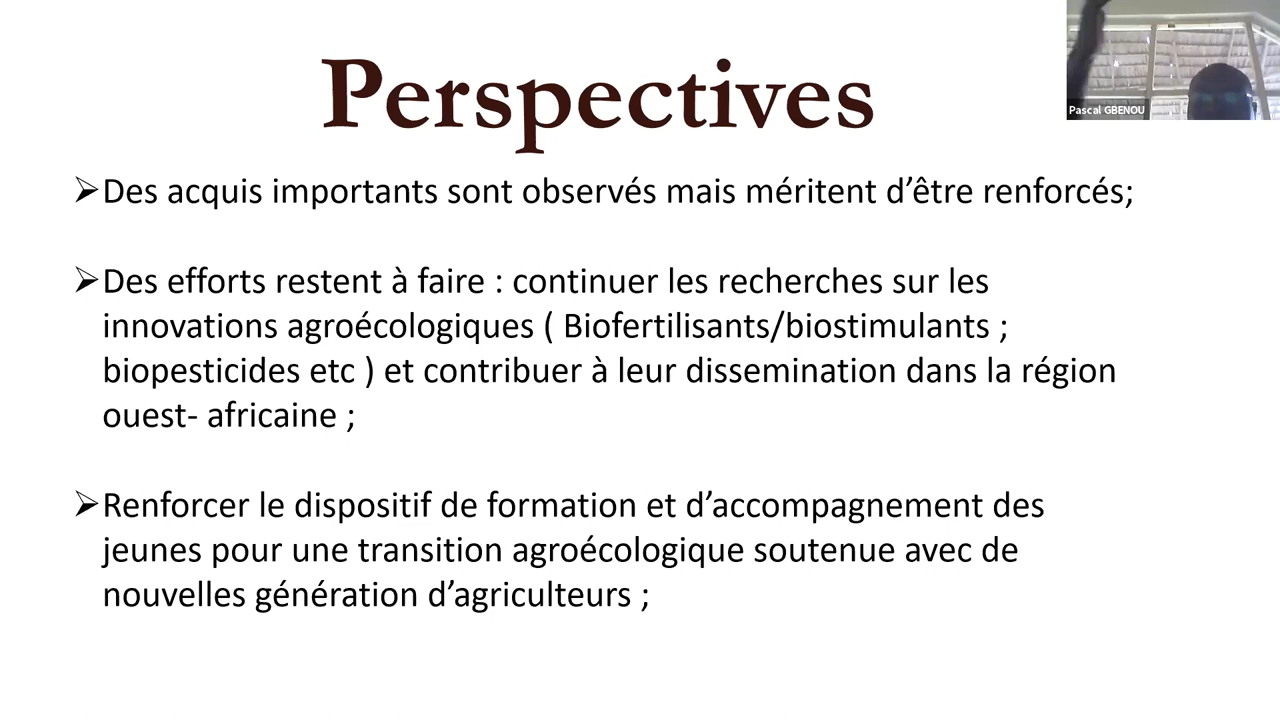 Perspectives
Pascal GBENOU
➢Des acquis importants sont observés mais méritent d’être renforcés;
➢Des efforts restent à faire : continuer les recherches sur les
innovations agroécologiques ( Biofertilisants/biostimulants ;
biopesticides etc ) et contribuer à leur dissemination dans la région
ouest- africaine ;
➢Renforcer le dispositif de formation et d’accompagnement des
jeunes pour une transition agroécologique soutenue avec de
nouvelles génération d’agriculteurs ;